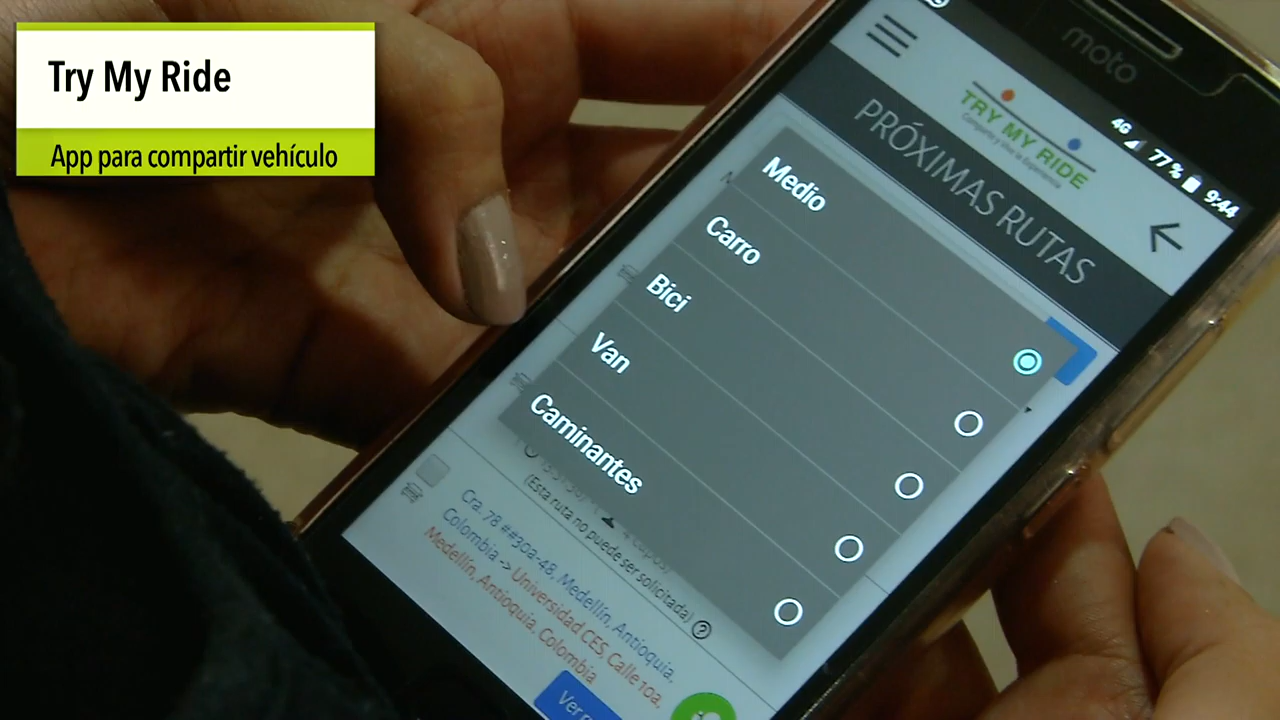 Try My Ride
App para compartir vehículo
moto
4G 77% 9:44
TRY MY RIDE
PRÓXIMAS RUTAS
Medio
Carro
Bici
Van
Caminantes
(Esta ruta no puede ser solicitada)
Cra. 78 ##30a-48, Medellín, Antioquia,
Colombia -> Universidad CES, Calle 10a,
Medellín, Antioquia, Colombia
Ver